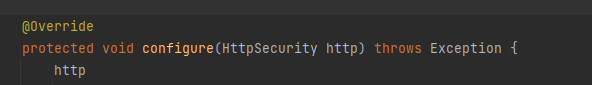 @Override
protected void configure(HttpSecurity http) throws Exception {
http